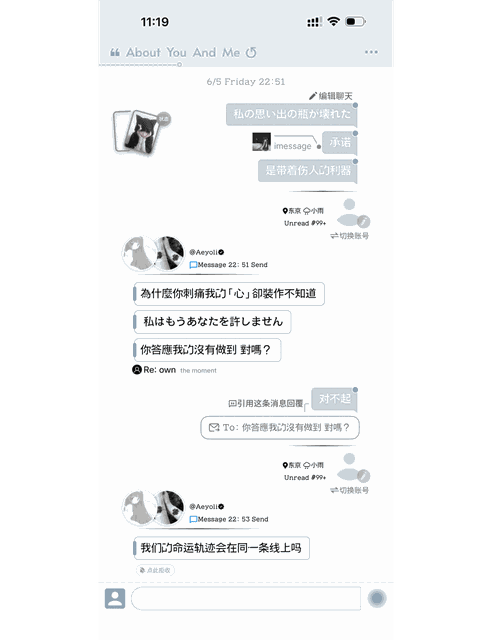 11:19
❝ About You And Me
6/5 Friday 22:51
编辑聊天
私の思い出の瓶が壊れた
imessage
承诺
是带着伤人的利器
东京 小雨
Unread #99+
切换账号
@Aeyoli
Message 22: 51 Send
為什麼你刺痛我的「心」卻裝作不知道
私はもうあなたを許しません
你答應我的沒有做到 對嗎？
Re: own the moment
对不起
引用这条消息回覆
To: 你答應我的沒有做到 對嗎？
东京 小雨
Unread #99+
切换账号
@Aeyoli
Message 22: 53 Send
我们的命运轨迹会在同一条线上吗
点此拒收